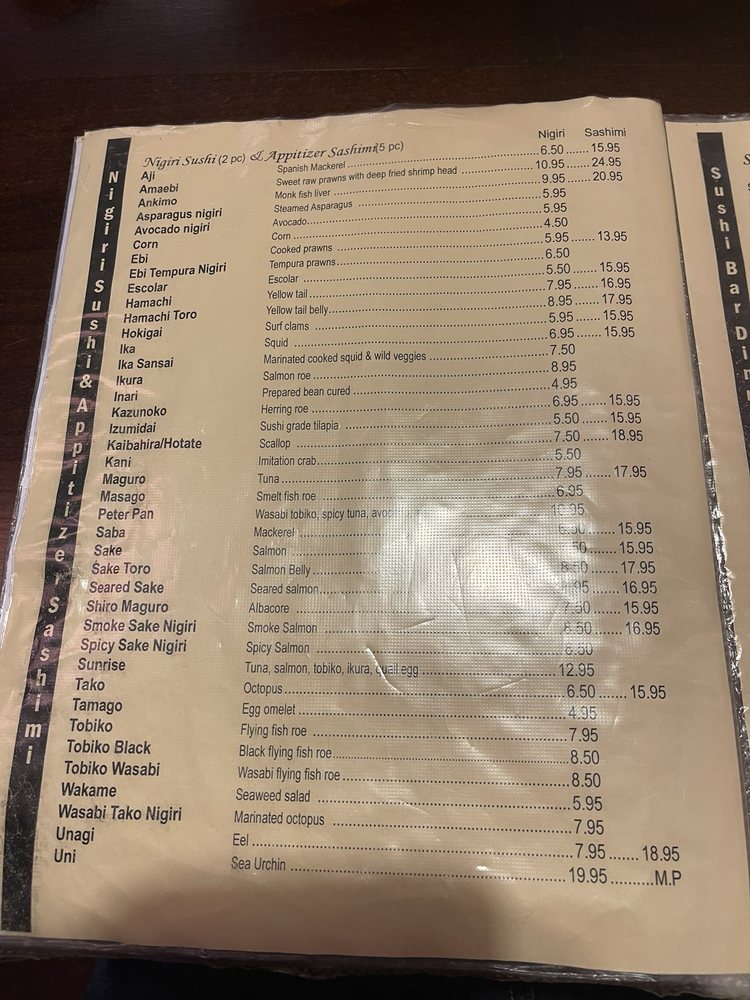 Nigiri Sashimi
Nigiri Sushi (2 pc) & Appitizer Sashimi (5 pc)
Aji Spanish Mackerel 6.50 15.95
Amaebi Sweet raw prawns with deep fried shrimp head 10.95 24.95
Ankimo Monk fish liver 9.95 20.95
Asparagus nigiri Steamed Asparagus 5.95
Avocado nigiri Avocado 5.95
Corn Corn 4.50
Ebi Cooked prawns 5.95 13.95
Ebi Tempura Nigiri Tempura prawns 6.50
Escolar Escolar 5.50 15.95
Hamachi Yellow tail 7.95 16.95
Hamachi Toro Yellow tail belly 8.95 17.95
Hokigai Surf clams 5.95 15.95
Ika Squid 6.95 15.95
Ika Sansai Marinated cooked squid & wild veggies 7.50
Ikura Salmon roe 8.95
Inari Prepared bean cured 4.95
Kazunoko Herring roe 6.95 15.95
Izumidai Sushi grade tilapia 5.50 15.95
Kaibahira/Hotate Scallop 7.50 18.95
Kani Imitation crab 5.50
Maguro Tuna 7.95 17.95
Masago Smelt fish roe 6.95
Peter Pan Wasabi tobiko, spicy tuna,
Saba Mackerel 6.50 15.95
Sake Salmon 15.95
Sake Toro Salmon Belly 8.50 17.95
Seared Sake Seared salmon 16.95
Shiro Maguro Albacore 7.50 15.95
Smoke Sake Nigiri Smoke Salmon 8.50 16.95
Spicy Sake Nigiri Spicy Salmon 8.50
Sunrise Tuna, salmon, tobiko, ikura, quail egg 12.95
Tako Octopus 6.50 15.95
Tamago Egg omelet 4.95
Tobiko Flying fish roe 7.95
Tobiko Black Black flying fish roe 8.50
Tobiko Wasabi Wasabi flying fish roe 8.50
Wakame Seaweed salad 5.95
Wasabi Tako Nigiri Marinated octopus 7.95
Unagi Eel 7.95 18.95
Uni Sea Urchin 19.95 M.P
Nigiri Sushi & Appitizer Sashimi
Sushi Bar